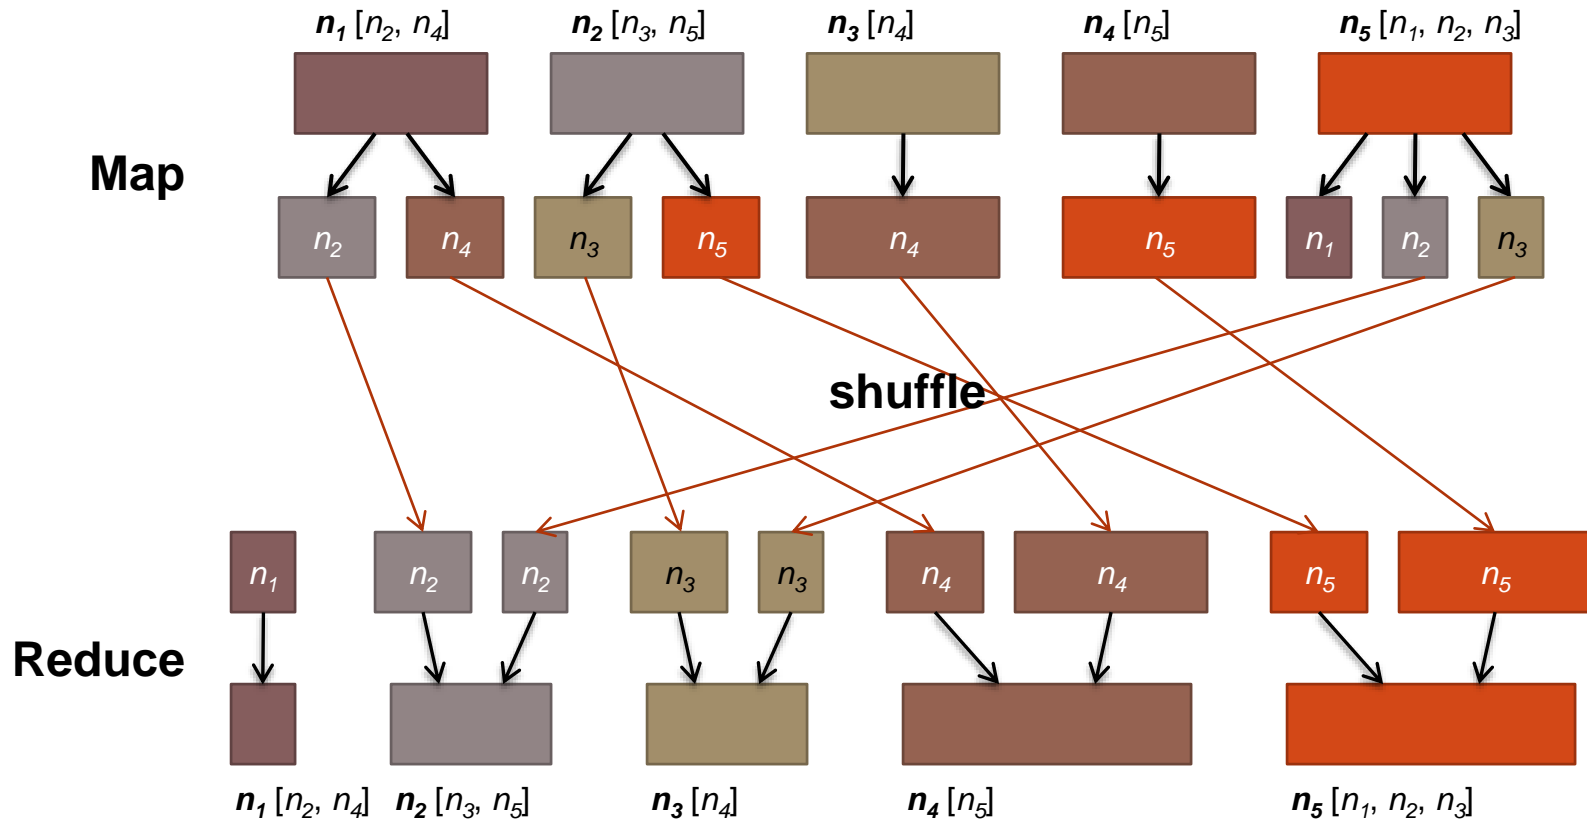 n1 [n2, n4] n2 [n3, n5] n3 [n4] n4 [n5] n5 [n1, n2, n3]
Map
n2 n4 n3 n5 n4 n5 n1 n2 n3
shuffle
n1 n2 n2 n3 n3 n4 n4 n5 n5
Reduce
n1 [n2, n4] n2 [n3, n5] n3 [n4] n4 [n5] n5 [n1, n2, n3]